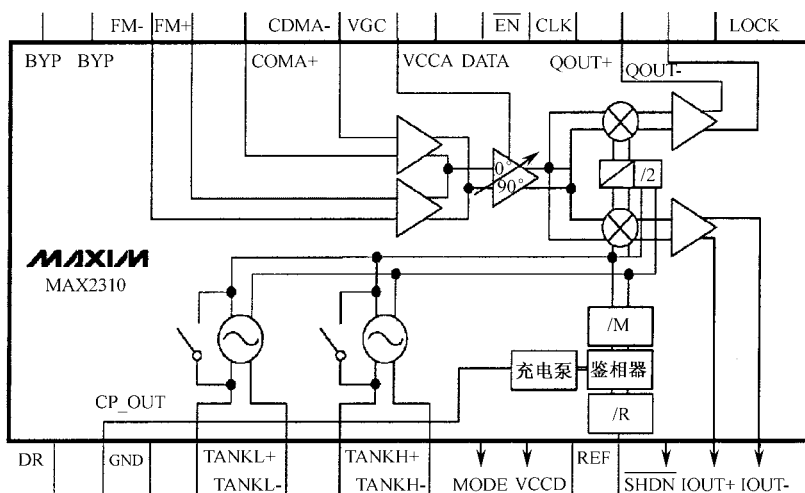 FM- FM+ CDMA- VGC EN CLK LOCK
BYP BYP COMA+ VCCA DATA QOUT+ QOUT-
0°
90°
/2
MAXIM
MAX2310
/M
充电泵 鉴相器
/R
CP_OUT
DR GND TANKL+ TANKH+ REF
TANKL- TANKH- MODE VCCD SHDN IOUT+ IOUT-